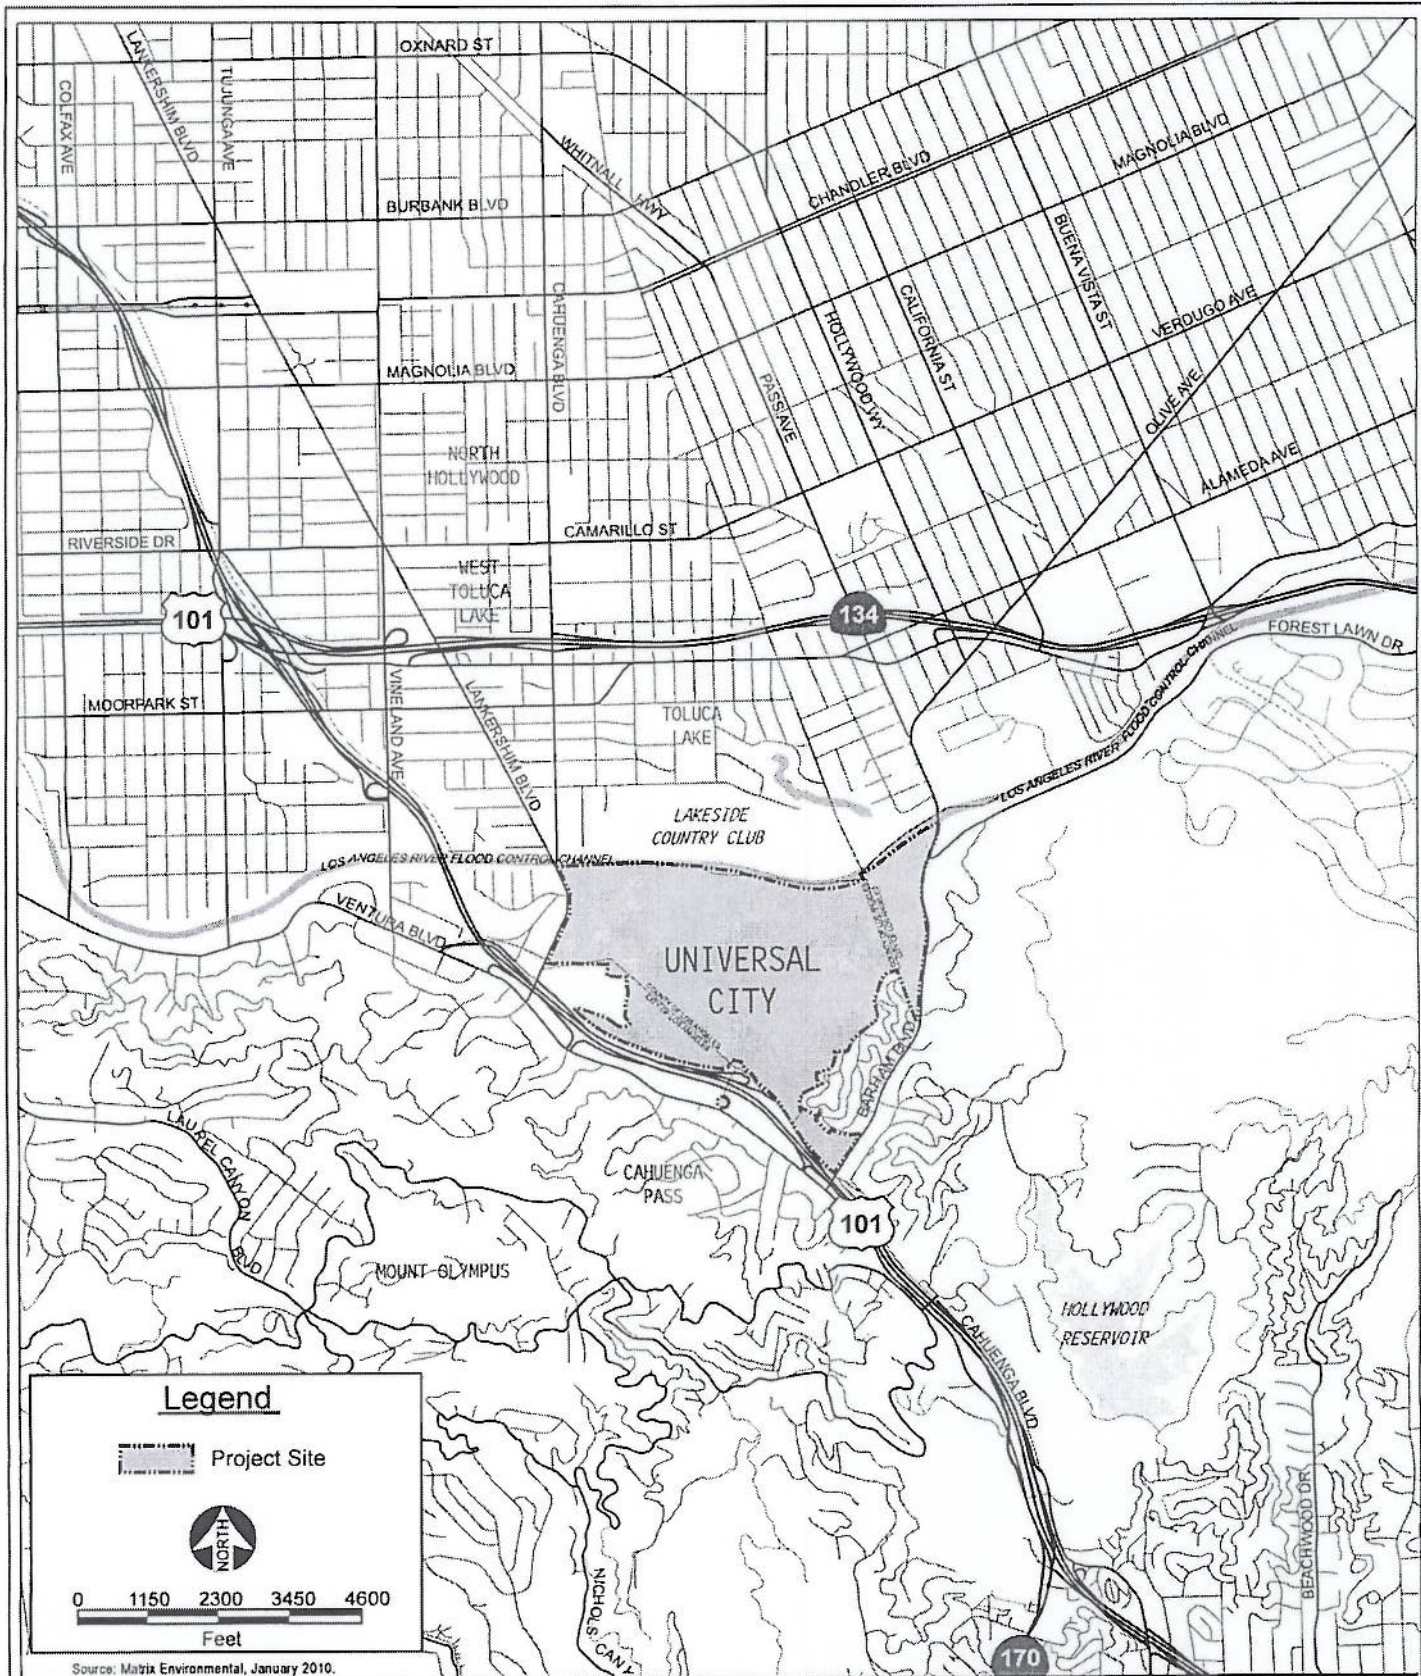 OXNARD ST
LANKERSHIM BLVD
COLFAX AVE
TUJUNGA AVE
WHITNALL HWY
CHANDLER BLVD
MAGNOLIA BLVD
BURBANK BLVD
BUENA VISTA ST
CAHUENGA BLVD
CALIFORNIA ST
VERDUGO AVE
HOLLYWOOD WY
MAGNOLIA BLVD
PASS AVE
OLIVE AVE
NORTH
HOLLYWOOD
ALAMEDA AVE
CAMARILLO ST
RIVERSIDE DR
WEST
TOLUCA
LAKE
101
134
FOREST LAWN DR
LOS ANGELES RIVER FLOOD CONTROL CHANNEL
MOORPARK ST
VINELAND AVE
LANKERSHIM BLVD
TOLUCA
LAKE
LAKESIDE
COUNTRY CLUB
LOS ANGELES RIVER FLOOD CONTROL CHANNEL
VENTURA BLVD
UNIVERSAL
CITY
BARHAM BLVD
LAUREL CANYON BLVD
CAHUENGA
PASS
101
MOUNT OLYMPUS
HOLLYWOOD
RESERVOIR
CAHUENGA BLVD
BEACHWOOD DR
NICHOLS CANY
170
Legend
Project Site
NORTH
0 1150 2300 3450 4600
Feet
Source: Matrix Environmental, January 2010.